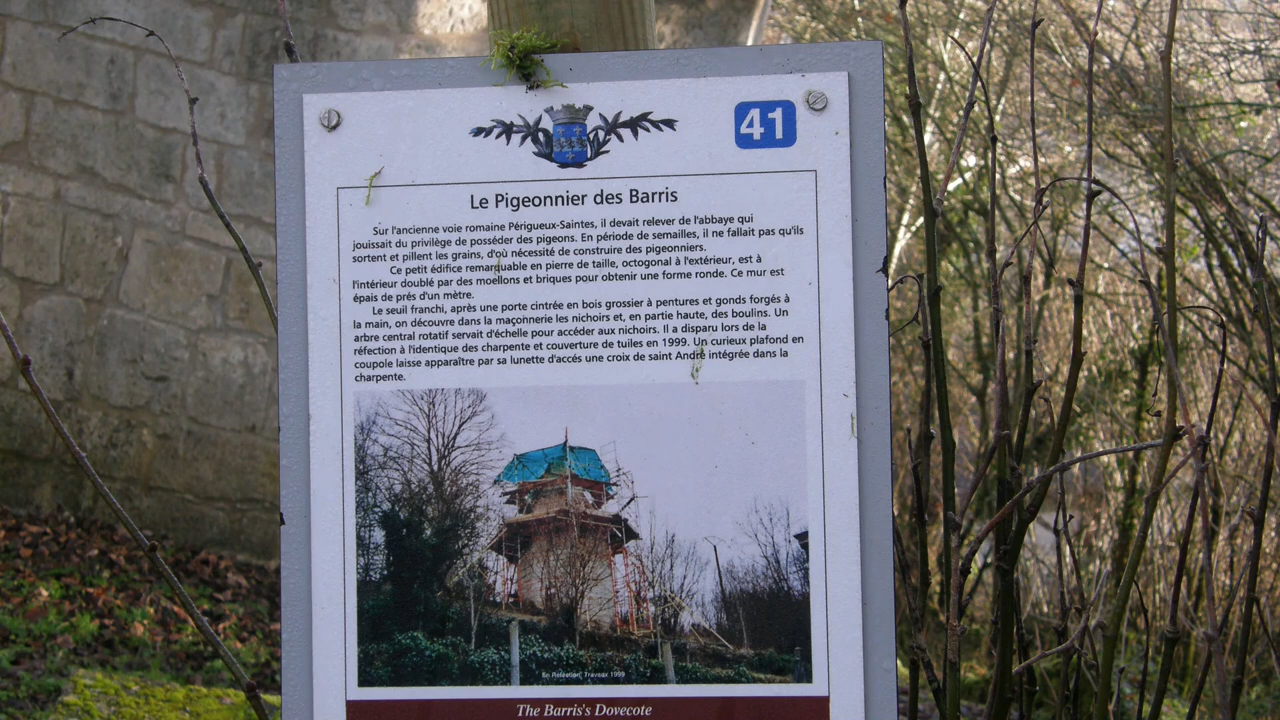 41
Le Pigeonnier des Barris
Sur l'ancienne voie romaine Périgueux-Saintes, il devait relever de l'abbaye qui
jouissait du privilège de posséder des pigeons. En période de semailles, il ne fallait pas qu'ils
sortent et pillent les grains, d'où nécessité de construire des pigeonniers.
Ce petit édifice remarquable en pierre de taille, octogonal à l'extérieur, est à
l'intérieur doublé par des moellons et briques pour obtenir une forme ronde. Ce mur est
épais de prés d'un mètre.
Le seuil franchi, après une porte cintrée en bois grossier à pentures et gonds forgés à
la main, on découvre dans la maçonnerie les nichoirs et, en partie haute, des boulins. Un
arbre central rotatif servait d'échelle pour accéder aux nichoirs. Il a disparu lors de la
réfection à l'identique des charpente et couverture de tuiles en 1999. Un curieux plafond en
coupole laisse apparaître par sa lunette d'accés une croix de saint André intégrée dans la
charpente.
En Réfection, Travaux 1999
The Barris's Dovecote